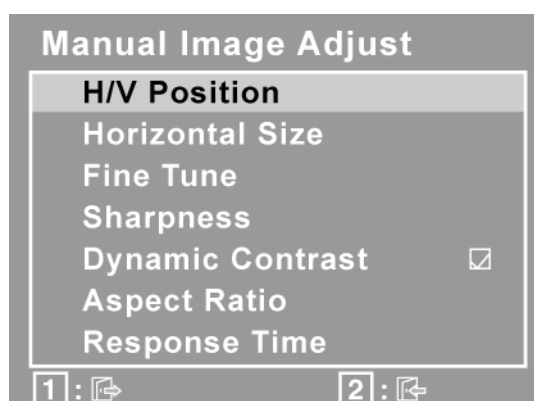 Manual Image Adjust
H/V Position
Horizontal Size
Fine Tune
Sharpness
Dynamic Contrast
Aspect Ratio
Response Time
1 : 2 :